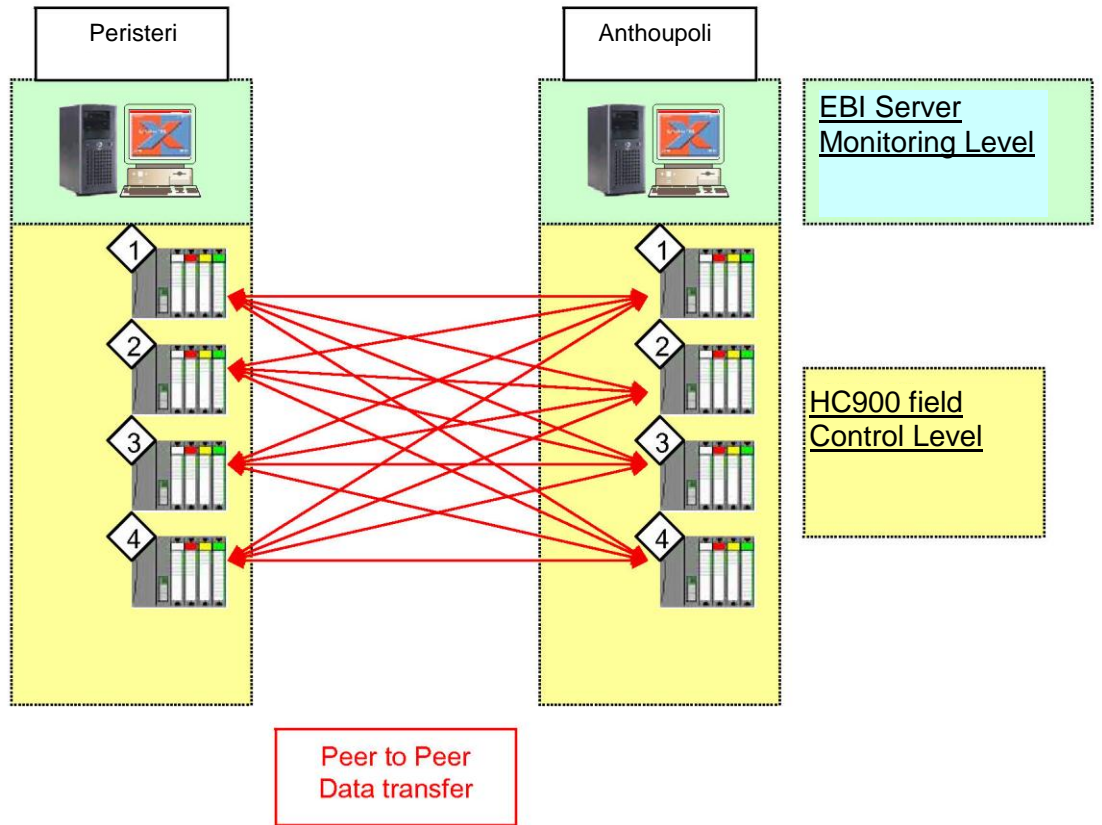 Peristeri
Anthoupoli
EBI Server
Monitoring Level
1
1
2
2
3
3
4
4
HC900 field
Control Level
Peer to Peer
Data transfer